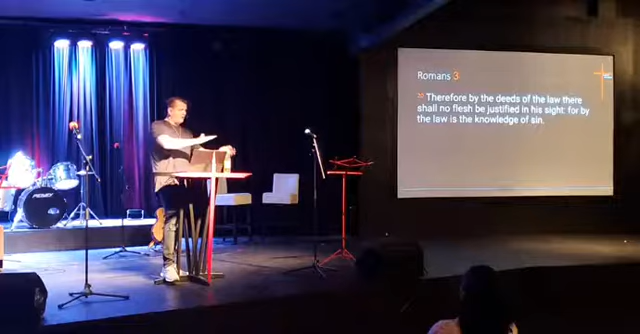 Romans 3
20 Therefore by the deeds of the law there
shall no flesh be justified in his sight: for by
the law is the knowledge of sin.